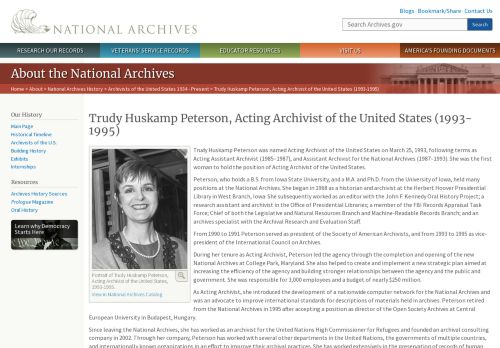 NATIONAL ARCHIVES
Blogs · Bookmark/Share · Contact Us
Search Archives.gov
Search
RESEARCH OUR RECORDS
VETERANS' SERVICE RECORDS
EDUCATOR RESOURCES
VISIT US
AMERICA'S FOUNDING DOCUMENTS
About the National Archives
Home > About > National Archives History > Archivists of the United States 1934 - Present > Trudy Huskamp Peterson, Acting Archivist of the United States (1993-1995)
Our History
Main Page
Historical Timeline
Archivists of the U.S.
Building History
Exhibits
Internships
Resources
Archives History Sources
Prologue Magazine
Oral History
Learn why Democracy
Starts Here
Trudy Huskamp Peterson, Acting Archivist of the United States (1993-
1995)
Portrait of Trudy Huskamp Peterson,
Acting Archivist of the United States,
1993-1995.
View in National Archives Catalog
Trudy Huskamp Peterson was named Acting Archivist of the United States on March 25, 1993, following terms as
Acting Assistant Archivist (1985-1987), and Assistant Archivist for the National Archives (1987-1993). She was the first
woman to hold the position of Acting Archivist of the United States.
Peterson, who holds a B.S. from Iowa State University, and a M.A. and Ph.D. from the University of Iowa, held many
positions at the National Archives. She began in 1968 as a historian and archivist at the Herbert Hoover Presidential
Library in West Branch, Iowa. She subsequently worked as an editor with the John F. Kennedy Oral History Project; a
research assistant and archivist in the Office of Presidential Libraries; a member of the FBI Records Appraisal Task
Force; Chief of both the Legislative and Natural Resources Branch and Machine-Readable Records Branch; and an
archives specialist with the Archival Research and Evaluation Staff.
From 1990 to 1991 Peterson served as president of the Society of American Archivists, and from 1993 to 1995 as vice-
president of the International Council on Archives.
During her tenure as Acting Archivist, Peterson led the agency through the completion and opening of the new
National Archives at College Park, Maryland. She also helped to create and implement a new strategic plan aimed at
increasing the efficiency of the agency and building stronger relationships between the agency and the public and
government. She was responsible for 3,000 employees and a budget of nearly $250 million.
As Acting Archivist, she introduced the development of a nationwide computer network for the National Archives and
was an advocate to improve international standards for descriptions of materials held in archives. Peterson retired
from the National Archives in 1995 after accepting a position as director of the Open Society Archives at Central
European University in Budapest, Hungary.
Since leaving the National Archives, she has worked as an archivist for the United Nations High Commissioner for Refugees and founded an archival consulting
company in 2002. Through her company, Peterson has worked with several other departments in the United Nations, the governments of multiple countries,
and internationally known organizations in an effort to improve their archival practices. She has worked extensively in the preservation of records of human